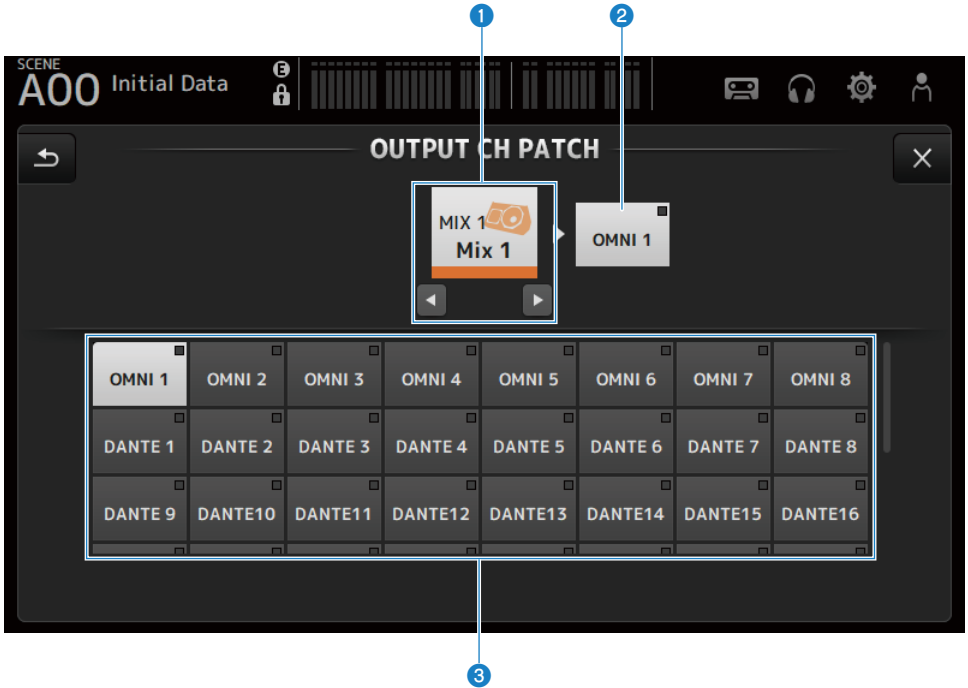 1 2
SCENE
A00 Initial Data E
OUTPUT CH PATCH
MIX 1
Mix 1
OMNI 1
OMNI 1 OMNI 2 OMNI 3 OMNI 4 OMNI 5 OMNI 6 OMNI 7 OMNI 8
DANTE 1 DANTE 2 DANTE 3 DANTE 4 DANTE 5 DANTE 6 DANTE 7 DANTE 8
DANTE 9 DANTE10 DANTE11 DANTE12 DANTE13 DANTE14 DANTE15 DANTE16
3